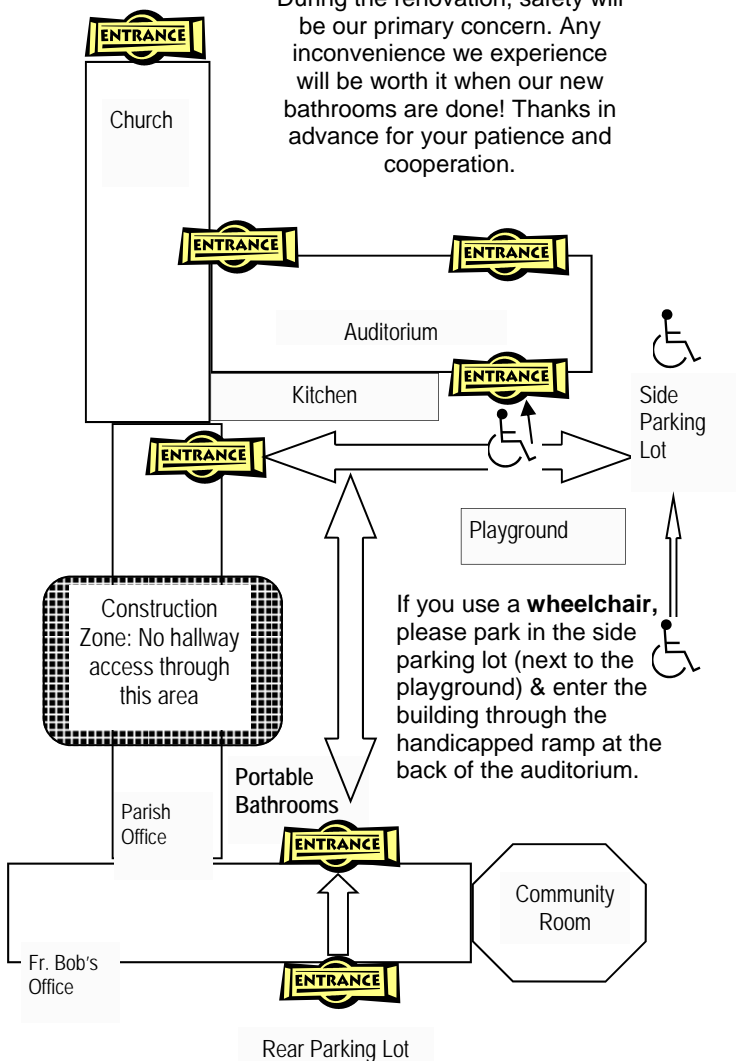 During the renovation, safety will
be our primary concern. Any
inconvenience we experience
will be worth it when our new
bathrooms are done! Thanks in
advance for your patience and
cooperation.
ENTRANCE
Church
ENTRANCE
ENTRANCE
Auditorium
ENTRANCE
Kitchen
Side
Parking
Lot
ENTRANCE
Playground
Construction
Zone: No hallway
access through
this area
If you use a wheelchair,
please park in the side
parking lot (next to the
playground) & enter the
building through the
handicapped ramp at the
back of the auditorium.
Portable
Bathrooms
Parish
Office
ENTRANCE
Community
Room
Fr. Bob's
Office
ENTRANCE
Rear Parking Lot